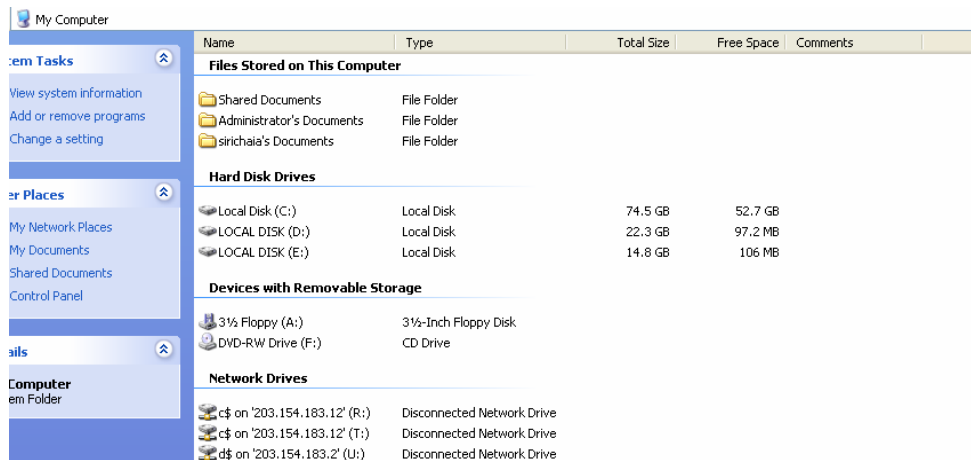 My Computer
tem Tasks
View system information
Add or remove programs
Change a setting
er Places
My Network Places
My Documents
Shared Documents
Control Panel
ails
Computer
em Folder
Name Type Total Size Free Space Comments
Files Stored on This Computer
Shared Documents File Folder
Administrator's Documents File Folder
sirichaia's Documents File Folder
Hard Disk Drives
Local Disk (C:) Local Disk 74.5 GB 52.7 GB
LOCAL DISK (D:) Local Disk 22.3 GB 97.2 MB
LOCAL DISK (E:) Local Disk 14.8 GB 106 MB
Devices with Removable Storage
3½ Floppy (A:) 3½-Inch Floppy Disk
DVD-RW Drive (F:) CD Drive
Network Drives
c$ on '203.154.183.12' (R:) Disconnected Network Drive
c$ on '203.154.183.12' (T:) Disconnected Network Drive
d$ on '203.154.183.2' (U:) Disconnected Network Drive